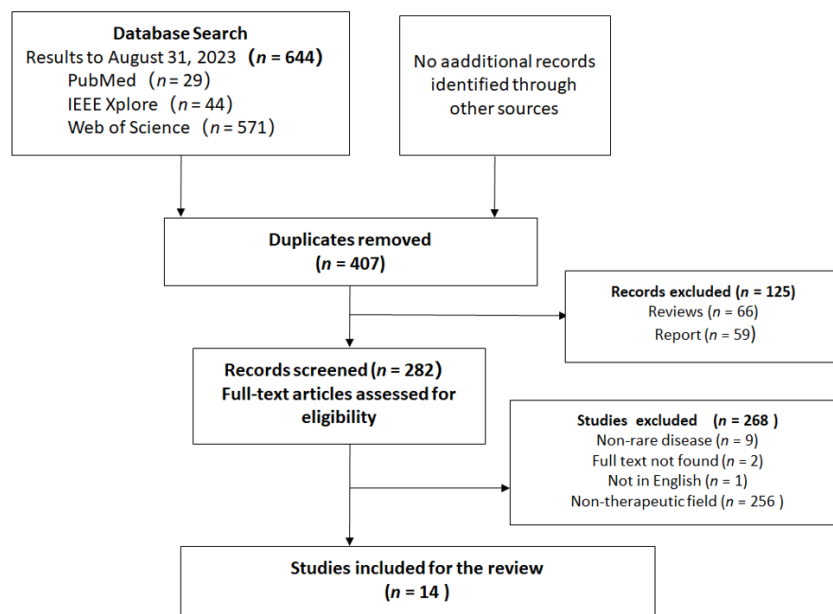 Database Search
Results to August 31, 2023 (n = 644)
PubMed (n = 29)
IEEE Xplore (n = 44)
Web of Science (n = 571)
No aadditional records
identified through
other sources
Duplicates removed
(n = 407)
Records excluded (n = 125)
Reviews (n = 66)
Report (n = 59)
Records screened (n = 282)
Full-text articles assessed for
eligibility
Studies excluded (n = 268 )
Non-rare disease (n = 9)
Full text not found (n = 2)
Not in English (n = 1)
Non-therapeutic field (n = 256 )
Studies included for the review
(n = 14 )